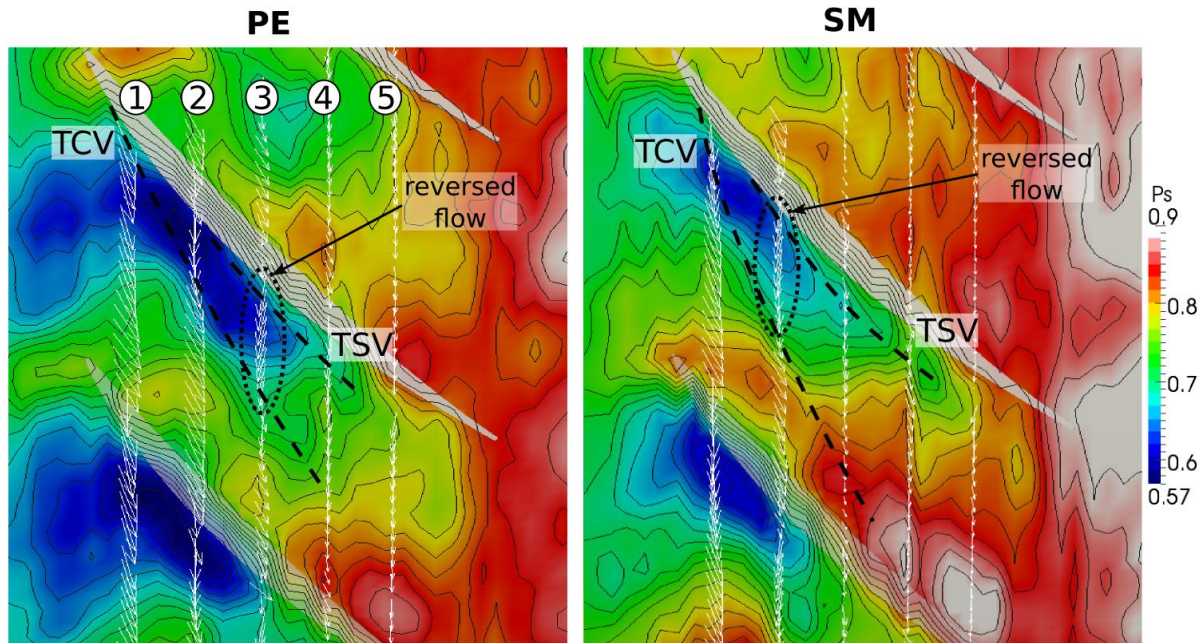 PE
SM
1 2 3 4 5
TCV
reversed
flow
TSV
TCV
reversed
flow
TSV
Ps
0.9
0.8
0.7
0.6
0.57